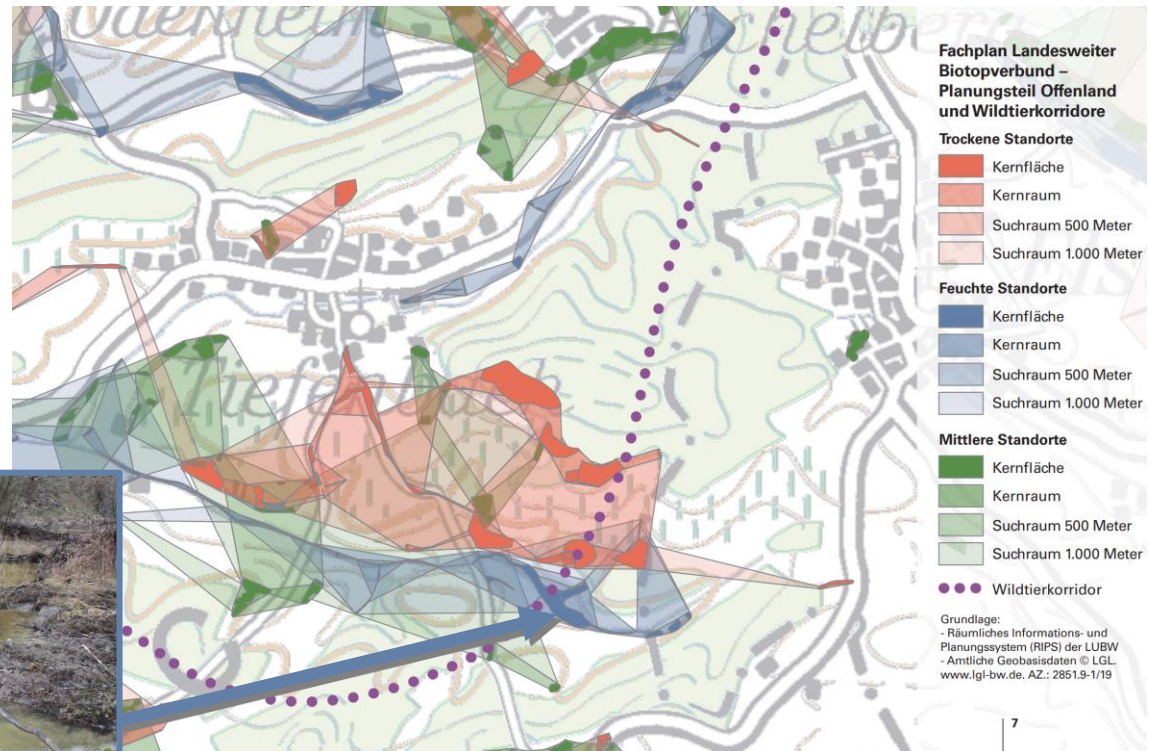 Odenheim
chelberg
Tiefenbach
Fachplan Landesweiter
Biotopverbund –
Planungsteil Offenland
und Wildtierkorridore
Trockene Standorte
Kernfläche
Kernraum
Suchraum 500 Meter
Suchraum 1.000 Meter
Feuchte Standorte
Kernfläche
Kernraum
Suchraum 500 Meter
Suchraum 1.000 Meter
Mittlere Standorte
Kernfläche
Kernraum
Suchraum 500 Meter
Suchraum 1.000 Meter
Wildtierkorridor
Grundlage:
- Räumliches Informations- und
Planungssystem (RIPS) der LUBW
- Amtliche Geobasisdaten © LGL.
www.lgl-bw.de. AZ.: 2851.9-1/19
7